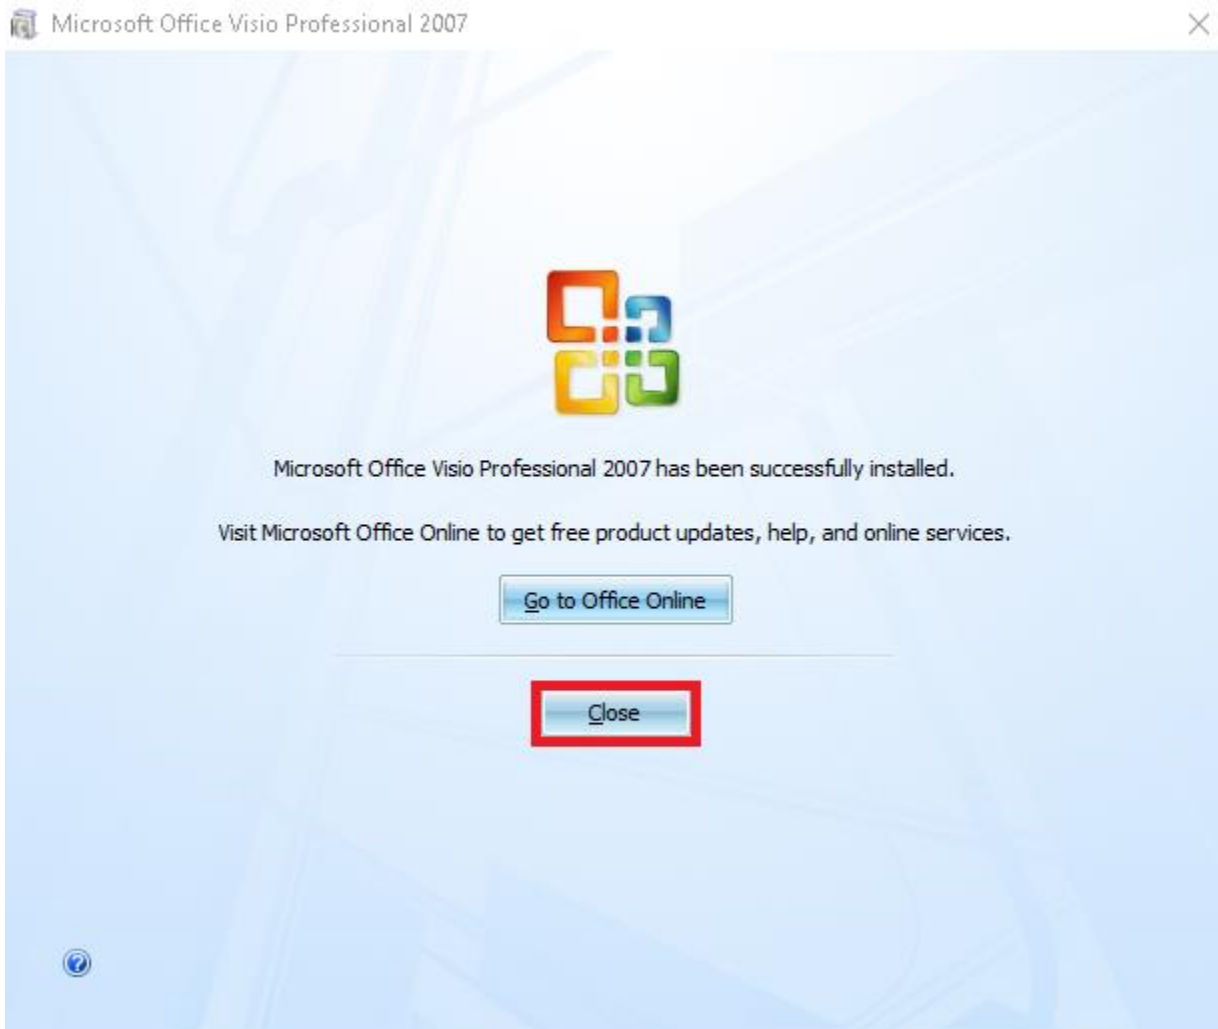 Microsoft Office Visio Professional 2007
Microsoft Office Visio Professional 2007 has been successfully installed.
Visit Microsoft Office Online to get free product updates, help, and online services.
Go to Office Online
Close
?